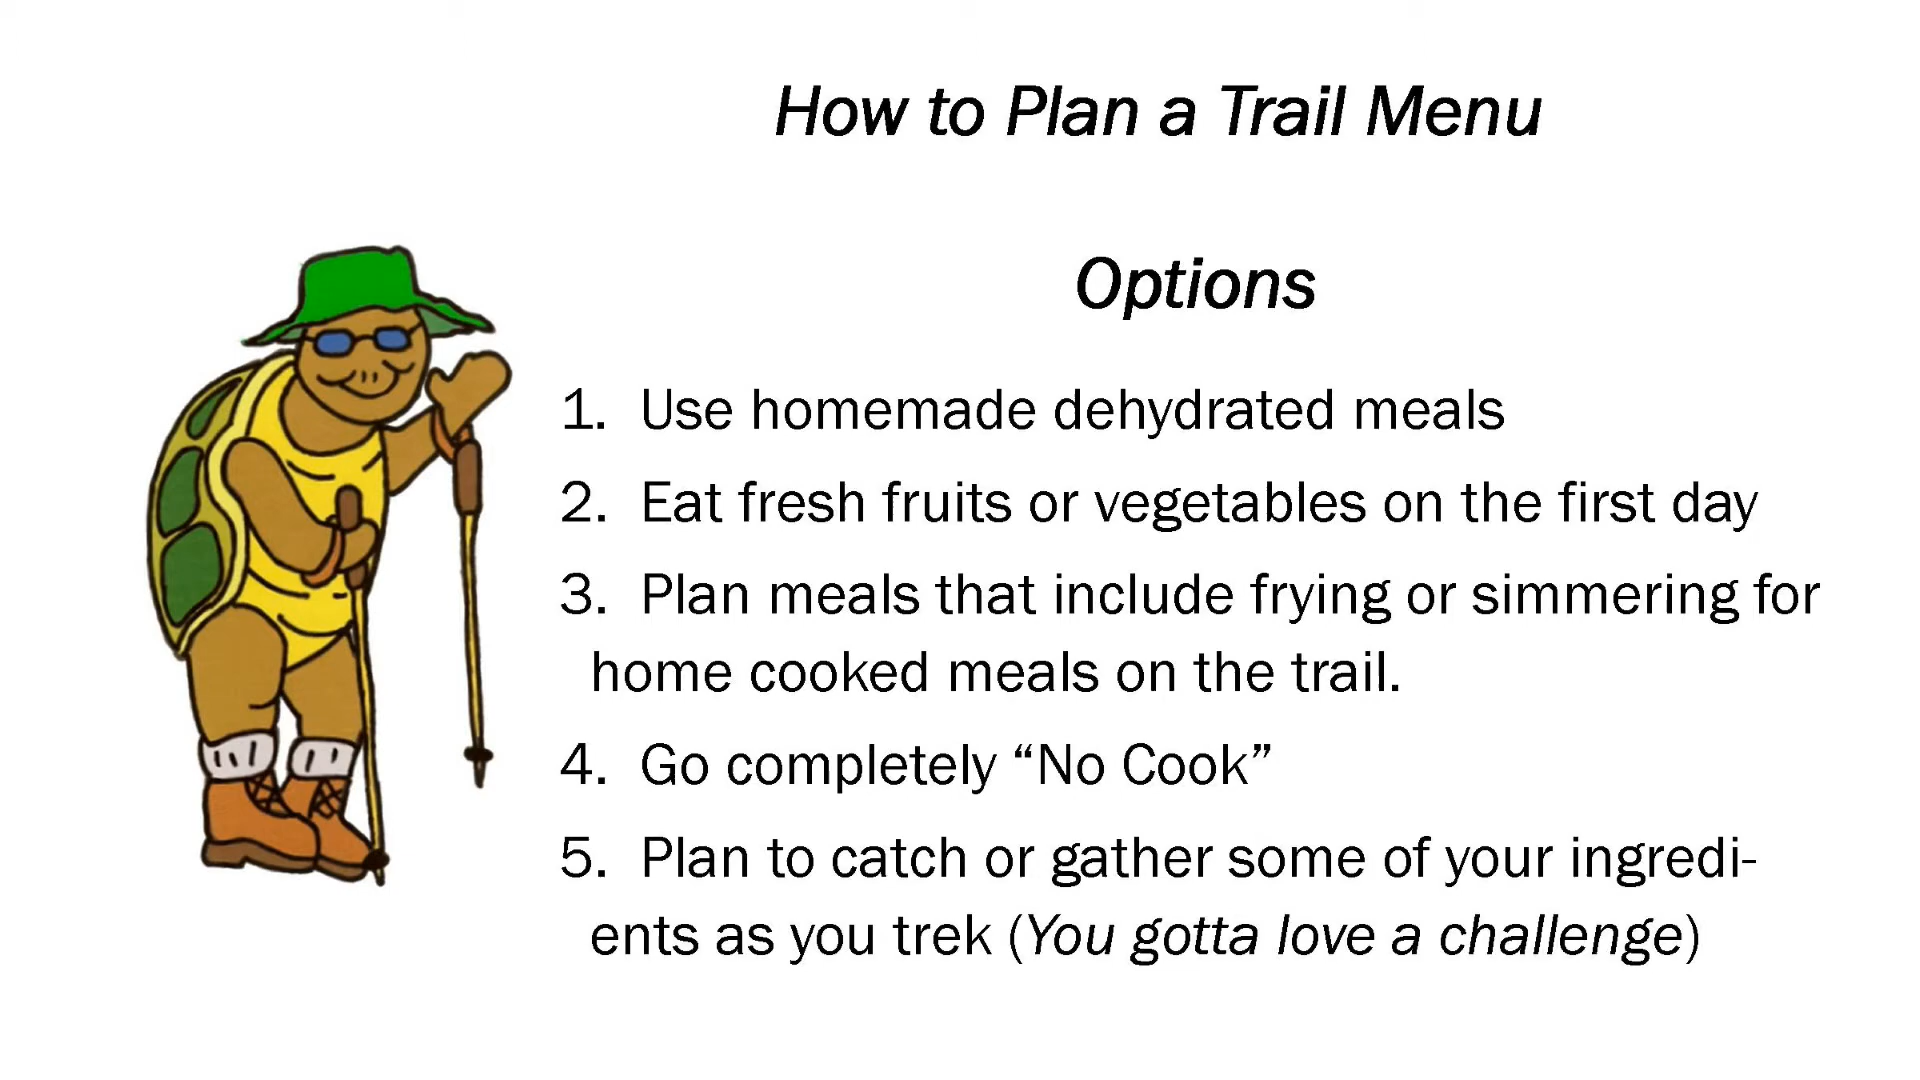 How to Plan a Trail Menu
Options
1. Use homemade dehydrated meals
2. Eat fresh fruits or vegetables on the first day
3. Plan meals that include frying or simmering for
home cooked meals on the trail.
4. Go completely “No Cook”
5. Plan to catch or gather some of your ingredi-
ents as you trek (You gotta love a challenge)